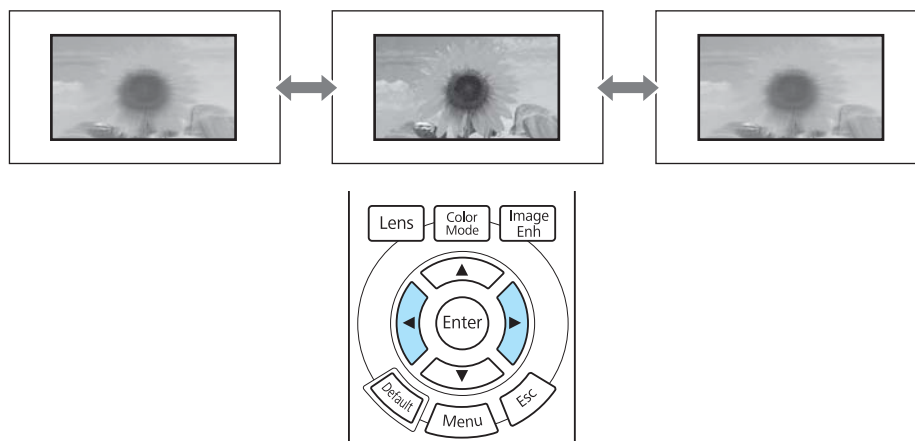 Lens
Color
Mode
Image
Enh
Enter
Default
Menu
Esc